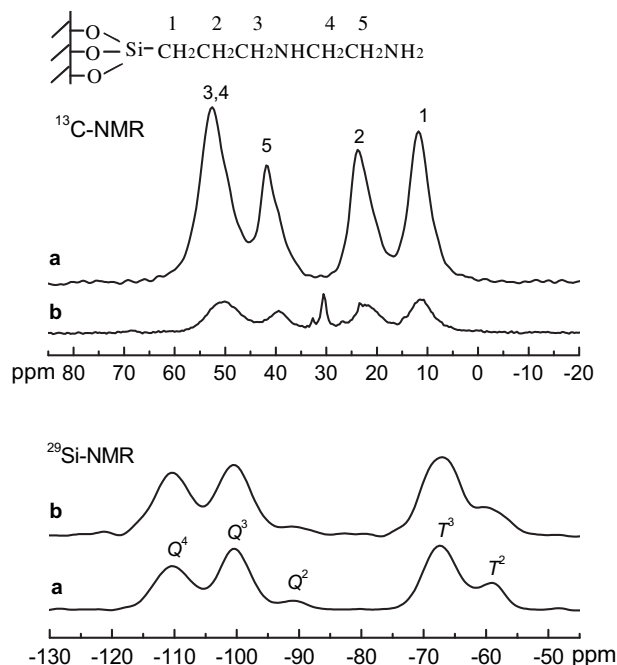 1 2 3 4 5
O
O Si CH₂CH₂CH₂NHCH₂CH₂NH₂
O
¹³C-NMR
3,4
5
2
1
a
b
ppm 80 70 60 50 40 30 20 10 0 -10 -20
²⁹Si-NMR
b
Q⁴
Q³
Q²
T³
T²
a
-130 -120 -110 -100 -90 -80 -70 -60 -50 ppm